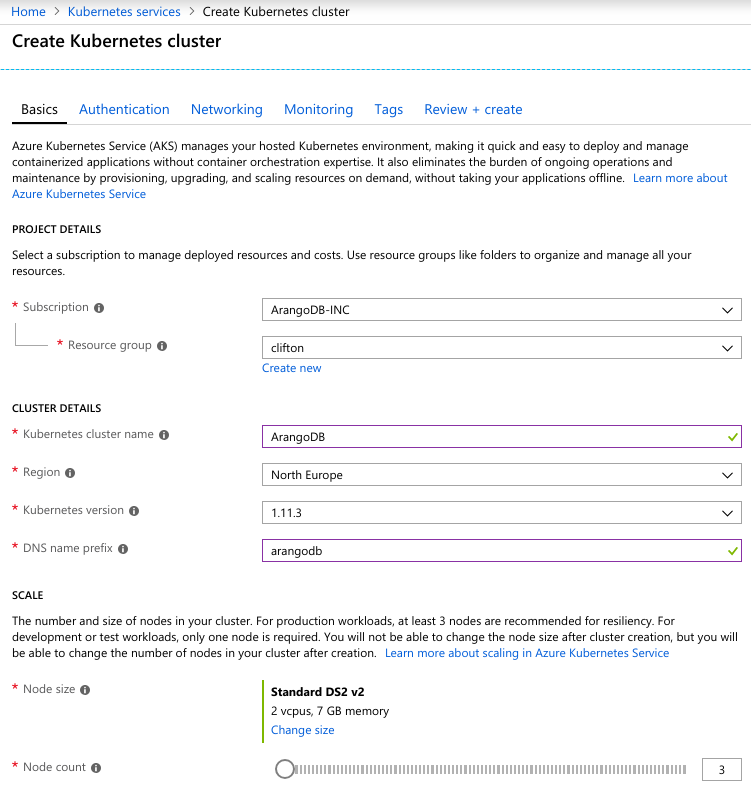 Home > Kubernetes services > Create Kubernetes cluster
Create Kubernetes cluster
Basics Authentication Networking Monitoring Tags Review + create
Azure Kubernetes Service (AKS) manages your hosted Kubernetes environment, making it quick and easy to deploy and manage
containerized applications without container orchestration expertise. It also eliminates the burden of ongoing operations and
maintenance by provisioning, upgrading, and scaling resources on demand, without taking your applications offline. Learn more about
Azure Kubernetes Service
PROJECT DETAILS
Select a subscription to manage deployed resources and costs. Use resource groups like folders to organize and manage all your
resources.
* Subscription ArangoDB-INC
* Resource group clifton
Create new
CLUSTER DETAILS
* Kubernetes cluster name ArangoDB
* Region North Europe
* Kubernetes version 1.11.3
* DNS name prefix arangodb
SCALE
The number and size of nodes in your cluster. For production workloads, at least 3 nodes are recommended for resiliency. For
development or test workloads, only one node is required. You will not be able to change the node size after cluster creation, but you will
be able to change the number of nodes in your cluster after creation. Learn more about scaling in Azure Kubernetes Service
* Node size Standard DS2 v2
2 vcpus, 7 GB memory
Change size
* Node count 3